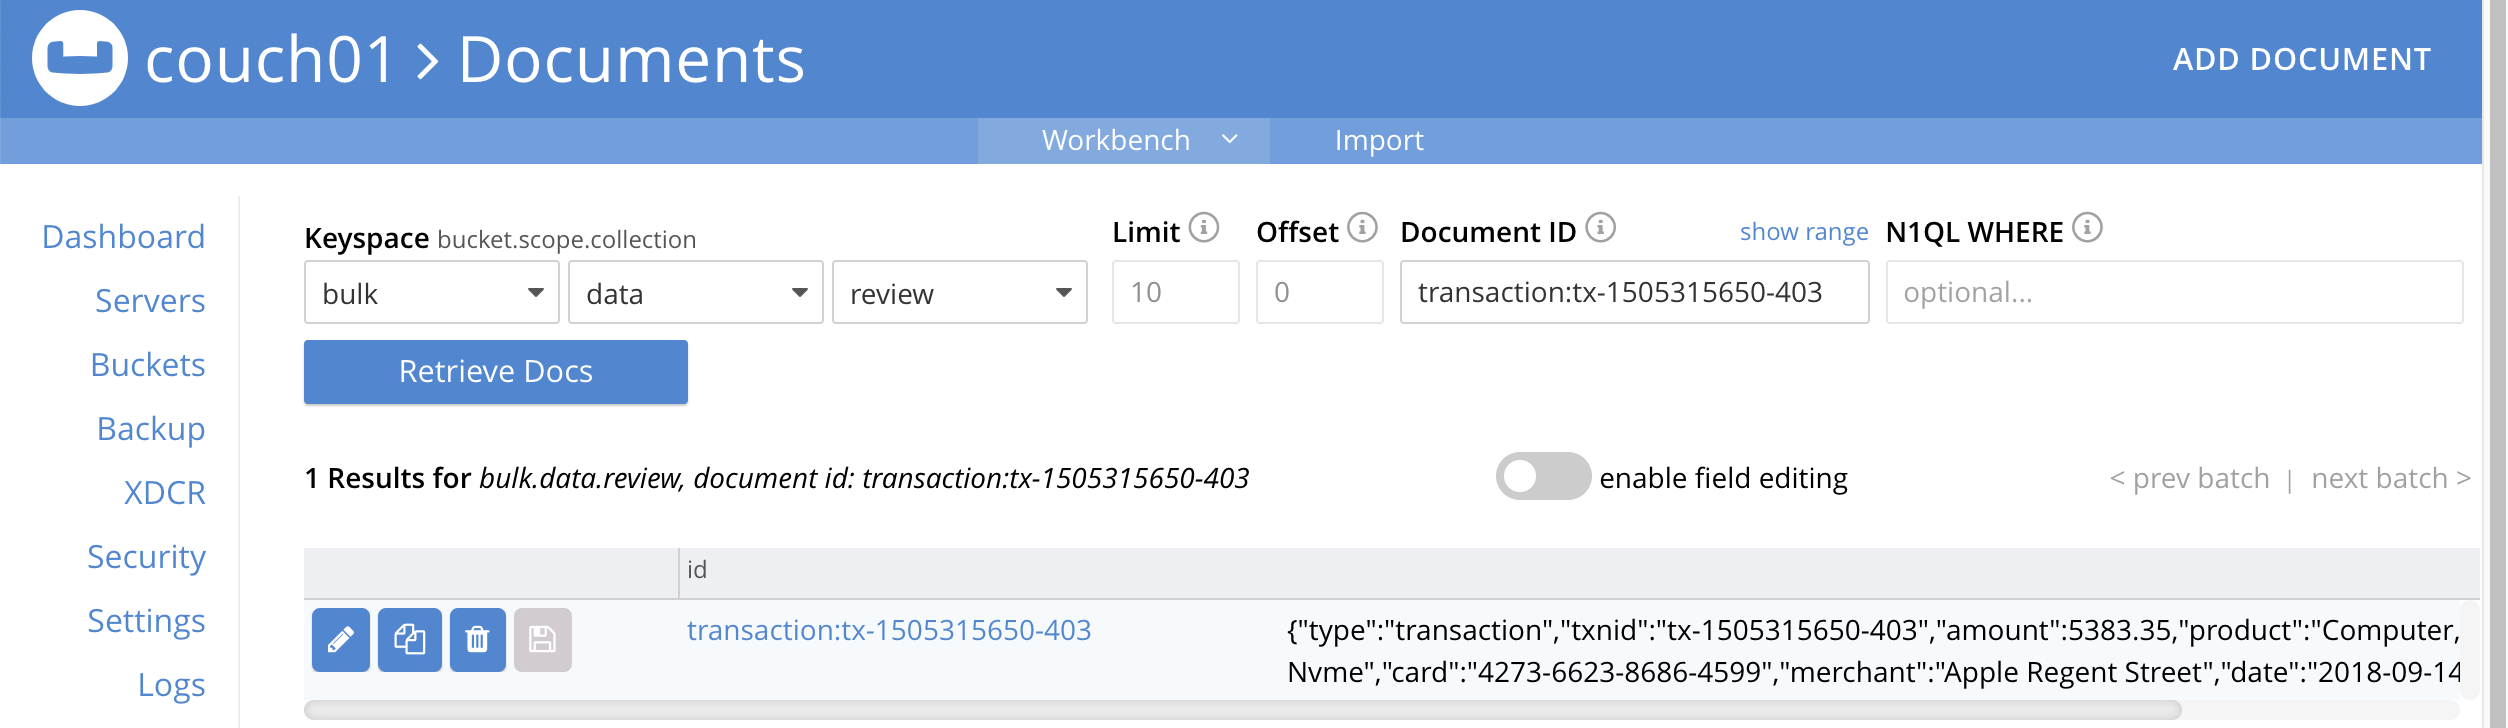 couch01 > Documents
ADD DOCUMENT
Workbench
Import
Dashboard
Servers
Buckets
Backup
XDCR
Security
Settings
Logs
Keyspace bucket.scope.collection
Limit
Offset
Document ID
show range
N1QL WHERE
bulk
data
review
10
0
transaction:tx-1505315650-403
optional...
Retrieve Docs
1 Results for bulk.data.review, document id: transaction:tx-1505315650-403
enable field editing
< prev batch | next batch >
id
transaction:tx-1505315650-403
{"type":"transaction","txnid":"tx-1505315650-403","amount":5383.35,"product":"Computer,
Nvme","card":"4273-6623-8686-4599","merchant":"Apple Regent Street","date":"2018-09-14